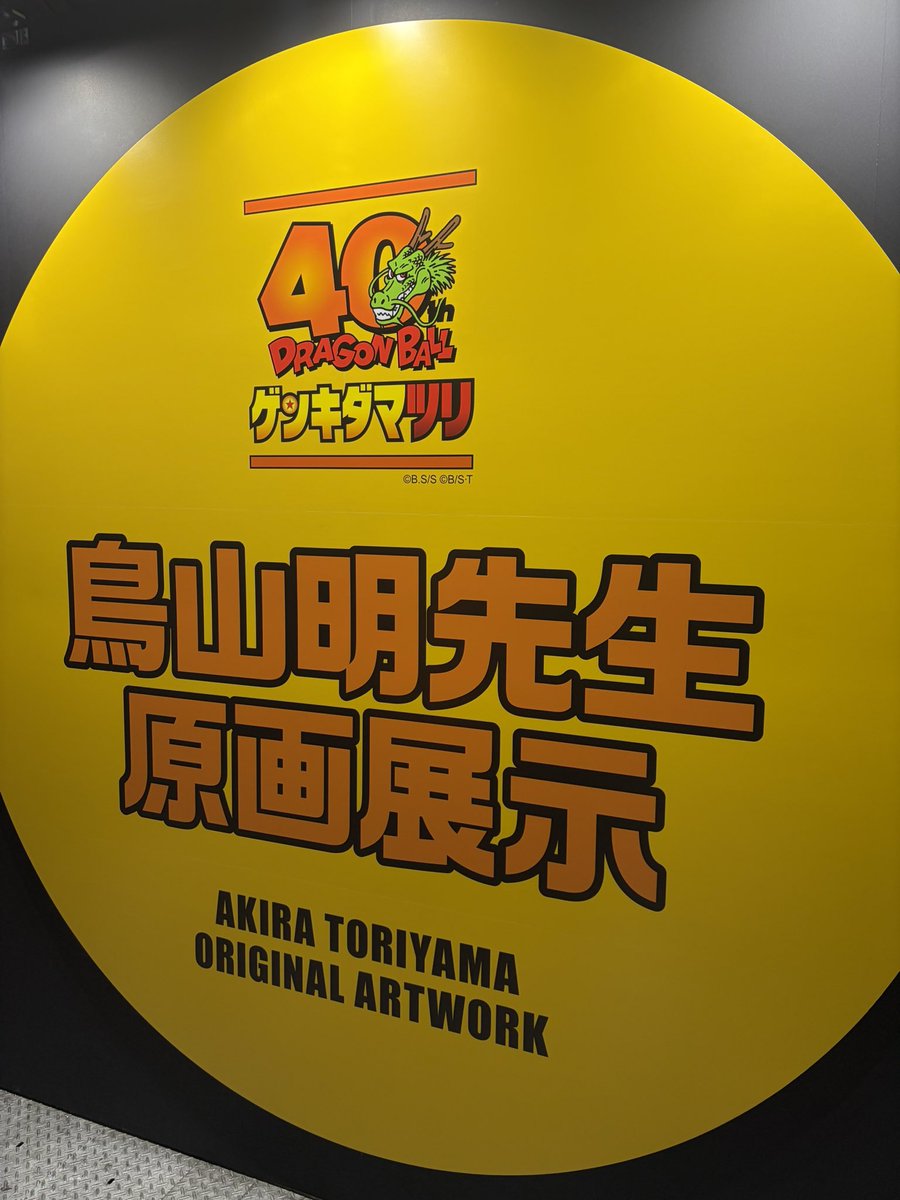 40th
DRAGON BALL
ゲンキダマツリ
©B.S/S ©B/S·T
鳥山明先生
原画展示
AKIRA TORIYAMA
ORIGINAL ARTWORK